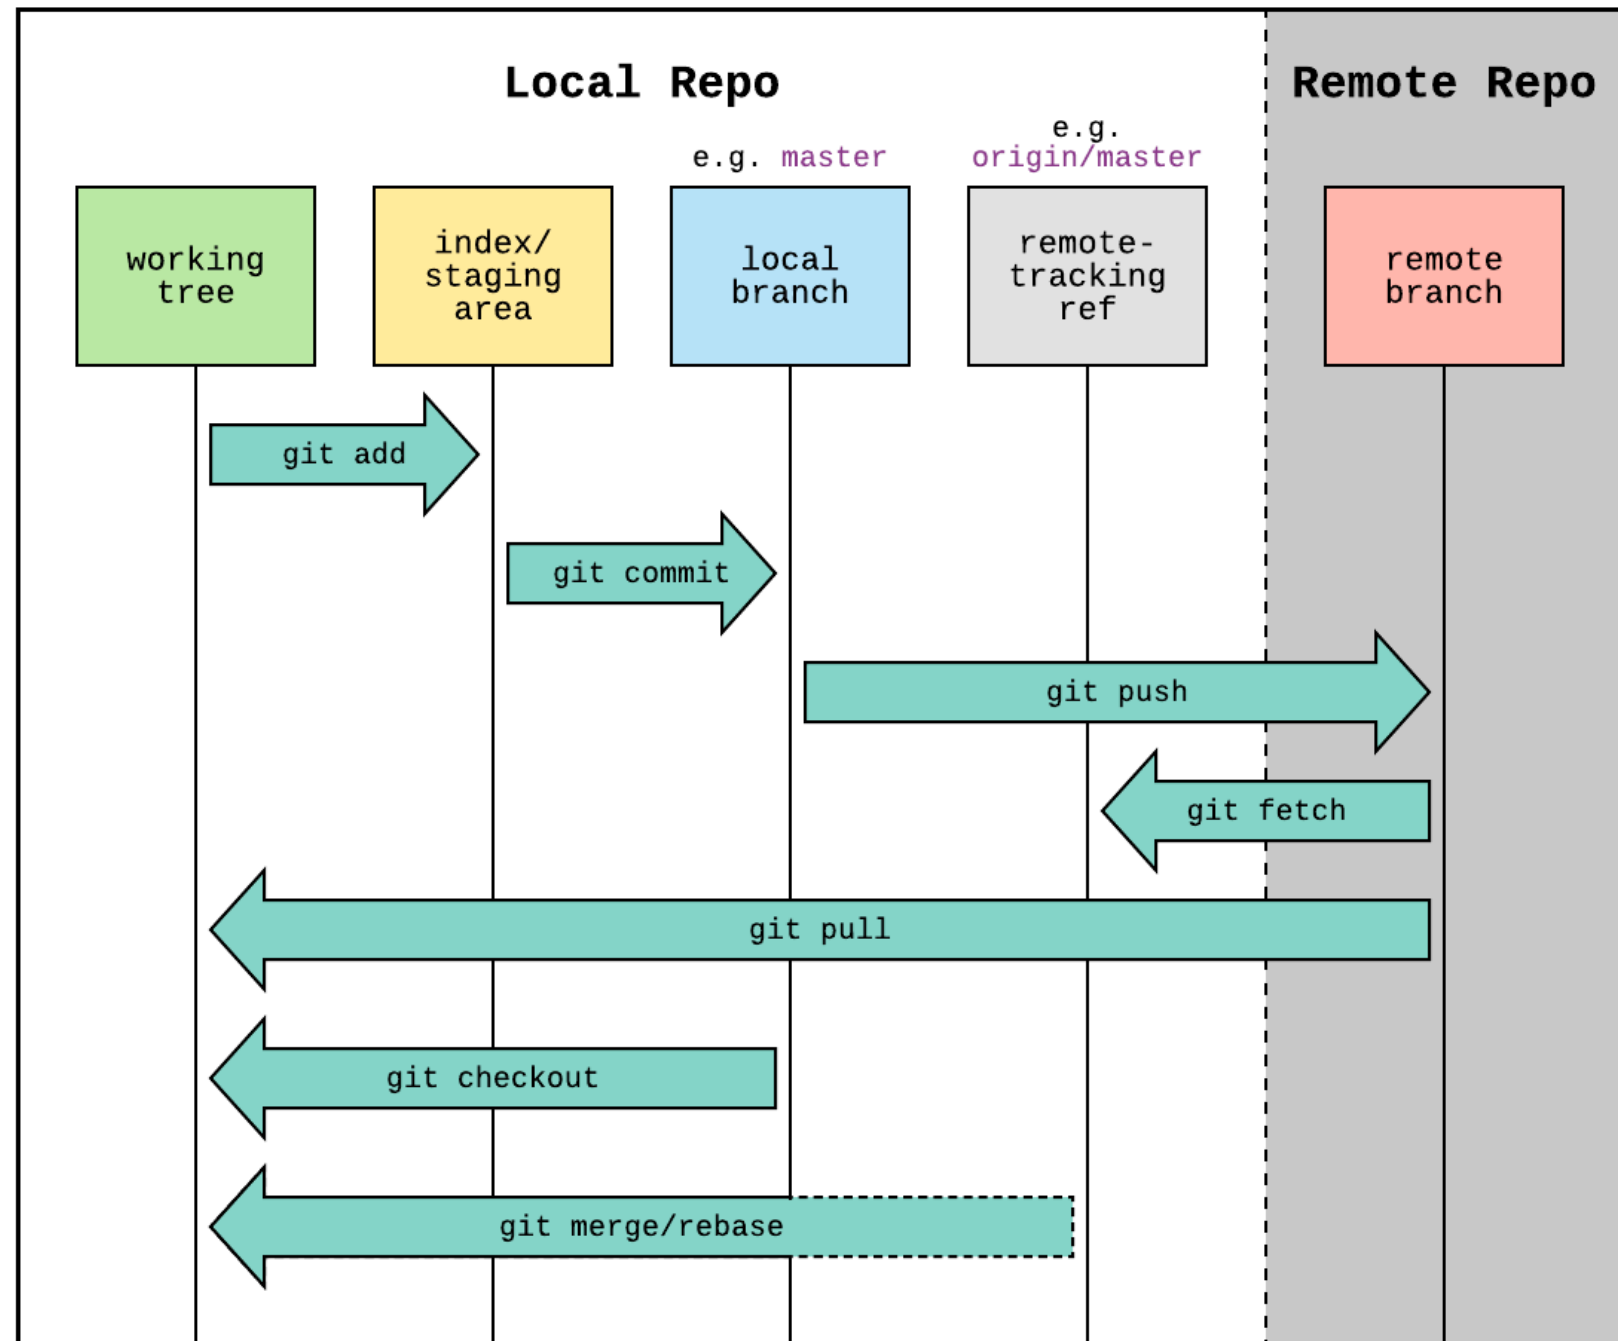 Local Repo
Remote Repo
e.g. master
e.g.
origin/master
working
tree
index/
staging
area
local
branch
remote-
tracking
ref
remote
branch
git add
git commit
git push
git fetch
git pull
git checkout
git merge/rebase